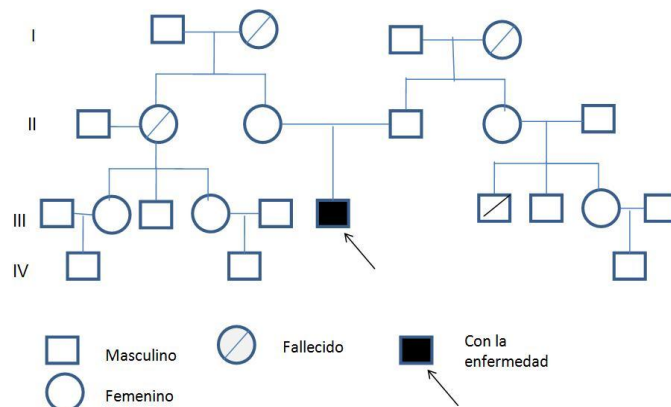 I
II
III
IV
Masculino
Fallecido
Con la
enfermedad
Femenino